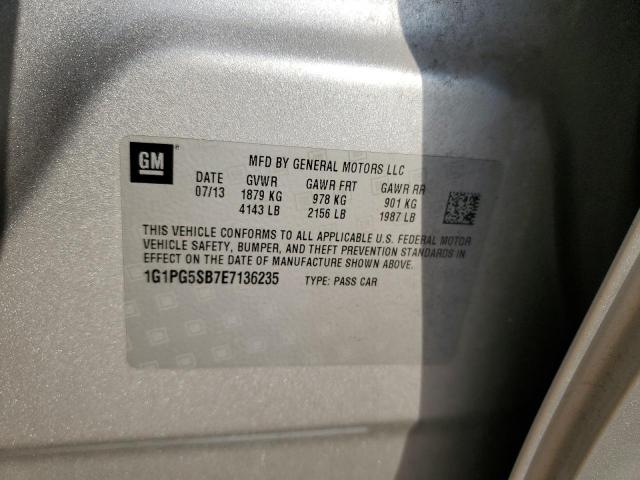 GM
MFD BY GENERAL MOTORS LLC
DATE GVWR GAWR FRT GAWR RR
07/13 1879 KG 978 KG 901 KG
4143 LB 2156 LB 1987 LB
THIS VEHICLE CONFORMS TO ALL APPLICABLE U.S. FEDERAL MOTOR
VEHICLE SAFETY, BUMPER, AND THEFT PREVENTION STANDARDS IN
EFFECT ON THE DATE OF MANUFACTURE SHOWN ABOVE.
1G1PG5SB7E7136235 TYPE: PASS CAR